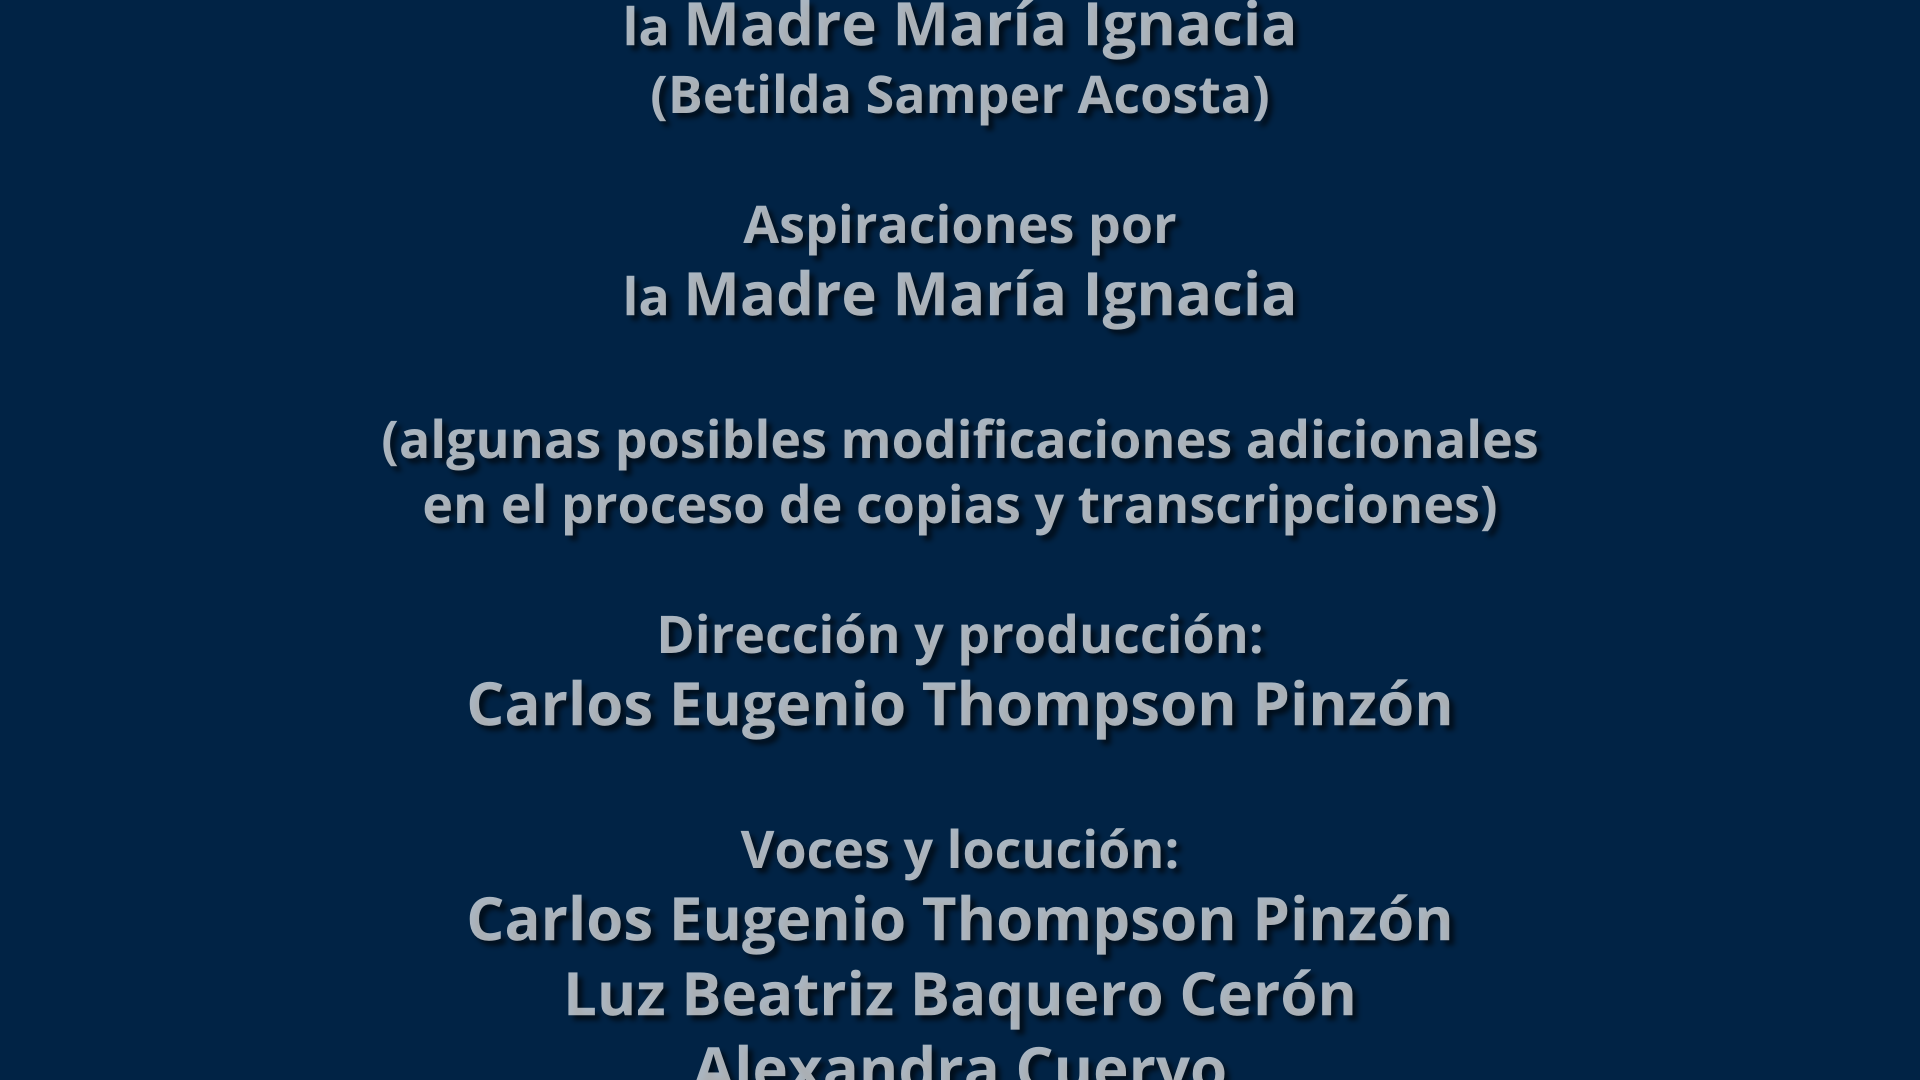 la Madre María Ignacia
(Betilda Samper Acosta)
Aspiraciones por
la Madre María Ignacia
(algunas posibles modificaciones adicionales
en el proceso de copias y transcripciones)
Dirección y producción:
Carlos Eugenio Thompson Pinzón
Voces y locución:
Carlos Eugenio Thompson Pinzón
Luz Beatriz Baquero Cerón
Alexandra Cuervo